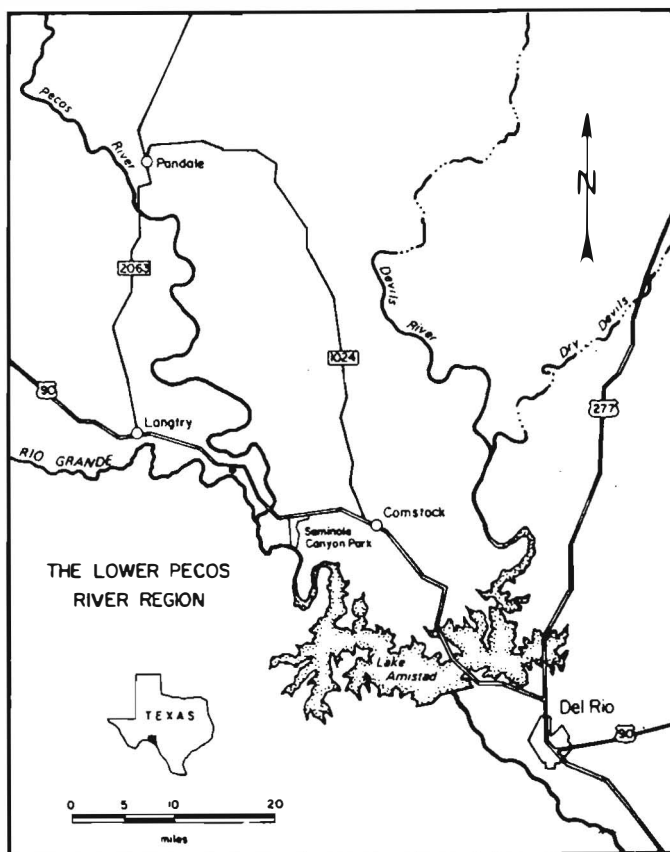 Pecos
River
Pandale
N
2063
Devils
River
Dry Devils
1024
90
277
Langtry
RIO GRANDE
Comstock
Seminole
Canyon Park
THE LOWER PECOS
RIVER REGION
Lake
Amistad
TEXAS
Del Rio
90
0 5 10 20
miles